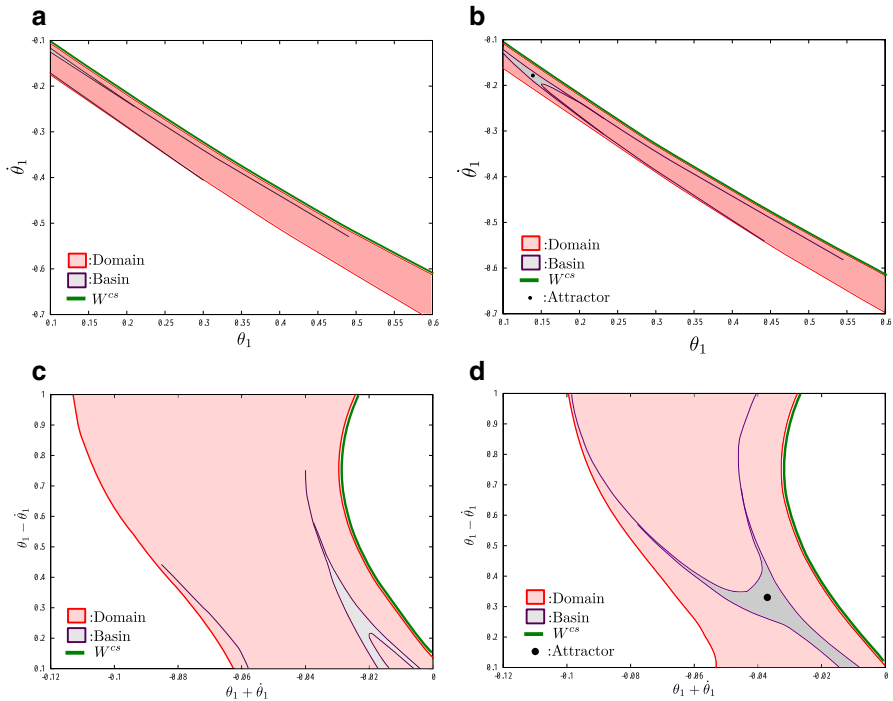 a
-0.1
-0.2
-0.3
-0.4
-0.5
-0.6
-0.7
0.1
0.15
0.2
0.25
0.3
0.35
0.4
0.45
0.5
0.55
0.6
θ̇₁
θ₁
:Domain
:Basin
W^{cs}
b
-0.1
-0.2
-0.3
-0.4
-0.5
-0.6
-0.7
0.1
0.15
0.2
0.25
0.3
0.35
0.4
0.45
0.5
0.55
0.6
θ̇₁
θ₁
:Domain
:Basin
W^{cs}
:Attractor
c
1
0.9
0.8
0.7
0.6
0.5
0.4
0.3
0.2
0.1
-0.12
-0.1
-0.08
-0.06
-0.04
-0.02
0
θ₁ − θ̇₁
θ₁ + θ̇₁
:Domain
:Basin
W^{cs}
d
1
0.9
0.8
0.7
0.6
0.5
0.4
0.3
0.2
0.1
-0.12
-0.1
-0.08
-0.06
-0.04
-0.02
0
θ₁ − θ̇₁
θ₁ + θ̇₁
:Domain
:Basin
W^{cs}
:Attractor